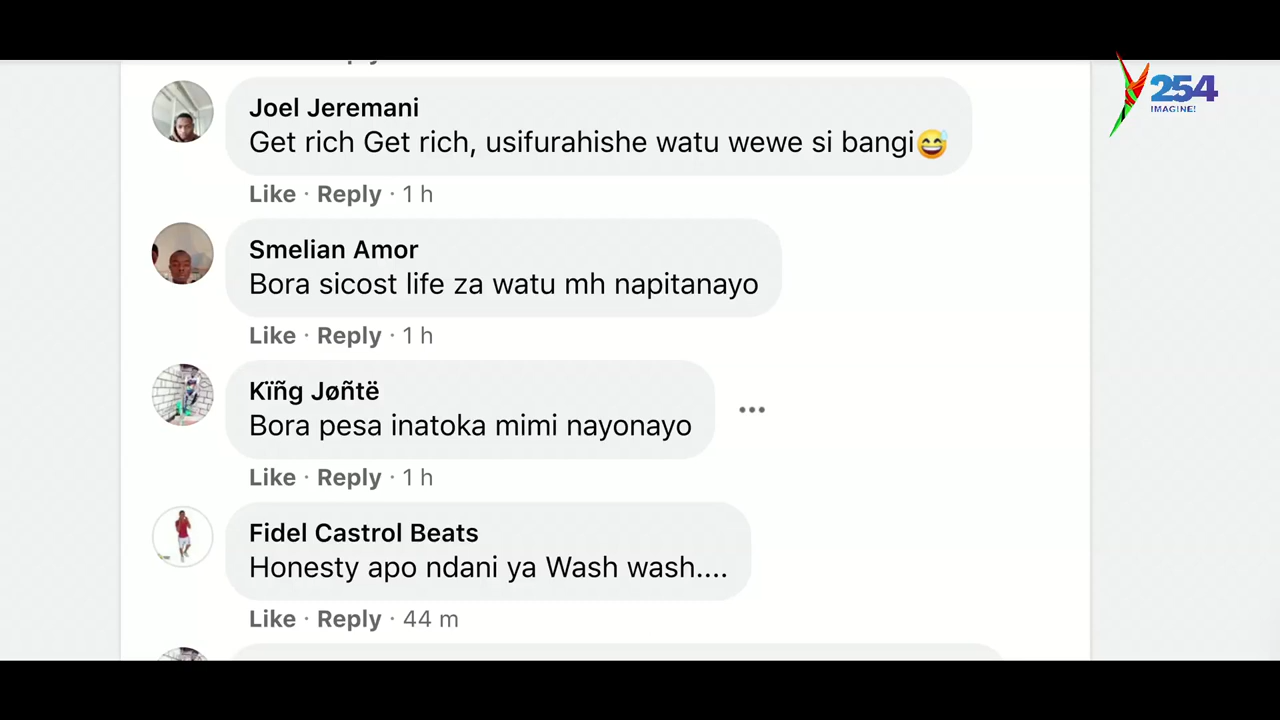 Y254
IMAGINE!
Joel Jeremani
Get rich Get rich, usifurahishe watu wewe si bangi😅
Like · Reply · 1 h
Smelian Amor
Bora sicost life za watu mh napitanayo
Like · Reply · 1 h
Kïñg Jøñtë
Bora pesa inatoka mimi nayonayo
Like · Reply · 1 h
Fidel Castrol Beats
Honesty apo ndani ya Wash wash....
Like · Reply · 44 m